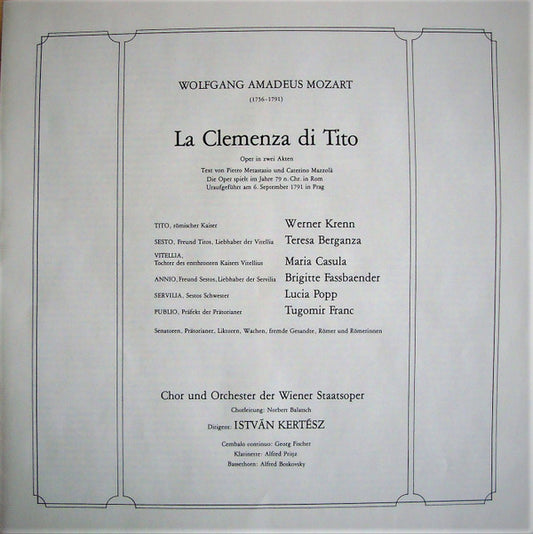 WOLFGANG AMADEUS MOZART
(1756-1791)
La Clemenza di Tito
Oper in zwei Akten
Text von Pietro Metastasio und Caterino Mazzolà
Die Oper spielt im Jahre 79 n. Chr. in Rom
Uraufgeführt am 6. September 1791 in Prag
TITO, römischer Kaiser Werner Krenn
SESTO, Freund Titos, Liebhaber der Vitellia Teresa Berganza
VITELLIA,
Tochter des entthronten Kaisers Vitellius Maria Casula
ANNIO, Freund Sestos, Liebhaber der Servilia Brigitte Fassbaender
SERVILIA, Sestos Schwester Lucia Popp
PUBLIO, Präfekt der Prätorianer Tugomir Franc
Senatoren, Prätorianer, Liktoren, Wachen, fremde Gesandte, Römer und Römerinnen
Chor und Orchester der Wiener Staatsoper
Chorleitung: Norbert Balatsch
Dirigent: ISTVÁN KERTÉSZ
Cembalo continuo: Georg Fischer
Klarinette: Alfred Prinz
Bassetthorn: Alfred Boskovsky